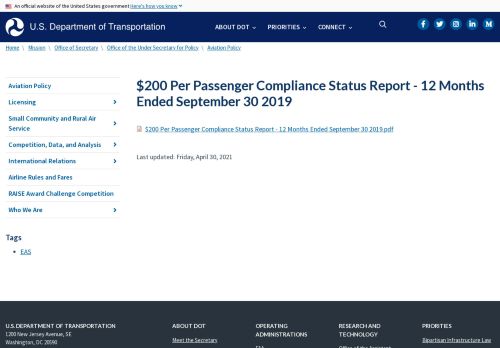 An official website of the United States government Here's how you know
U.S. Department of Transportation
ABOUT DOT
PRIORITIES
CONNECT
Home \ Mission \ Office of Secretary \ Office of the Under Secretary for Policy \ Aviation Policy
Aviation Policy
Licensing
Small Community and Rural Air
Service
Competition, Data, and Analysis
International Relations
Airline Rules and Fares
RAISE Award Challenge Competition
Who We Are
Tags
EAS
$200 Per Passenger Compliance Status Report - 12 Months
Ended September 30 2019
$200 Per Passenger Compliance Status Report - 12 Months Ended September 30 2019.pdf
Last updated: Friday, April 30, 2021
U.S. DEPARTMENT OF TRANSPORTATION
1200 New Jersey Avenue, SE
Washington, DC 20590
ABOUT DOT
Meet the Secretary
OPERATING
ADMINISTRATIONS
FAA
RESEARCH AND
TECHNOLOGY
Office of the Assistant
PRIORITIES
Bipartisan Infrastructure Law